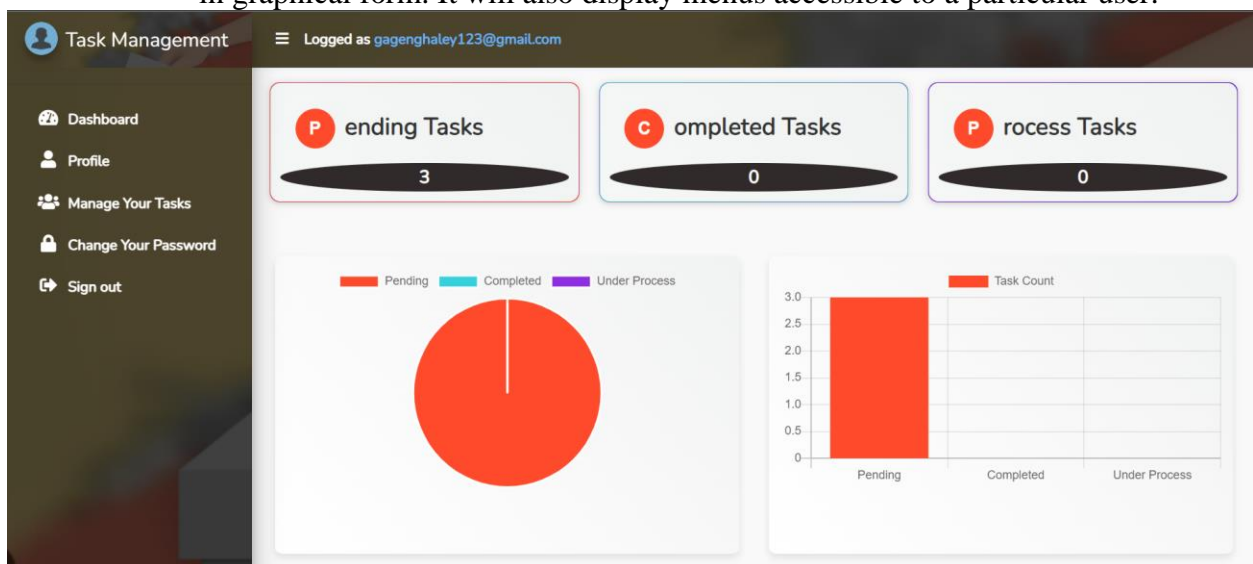 in graphical form. It will also display menus accessible to a particular user.
Task Management
Logged as gagenghaley123@gmail.com
Dashboard
Profile
Manage Your Tasks
Change Your Password
Sign out
P ending Tasks
3
C ompleted Tasks
0
P rocess Tasks
0
Pending Completed Under Process
Task Count
3.0
2.5
2.0
1.5
1.0
0.5
0
Pending Completed Under Process